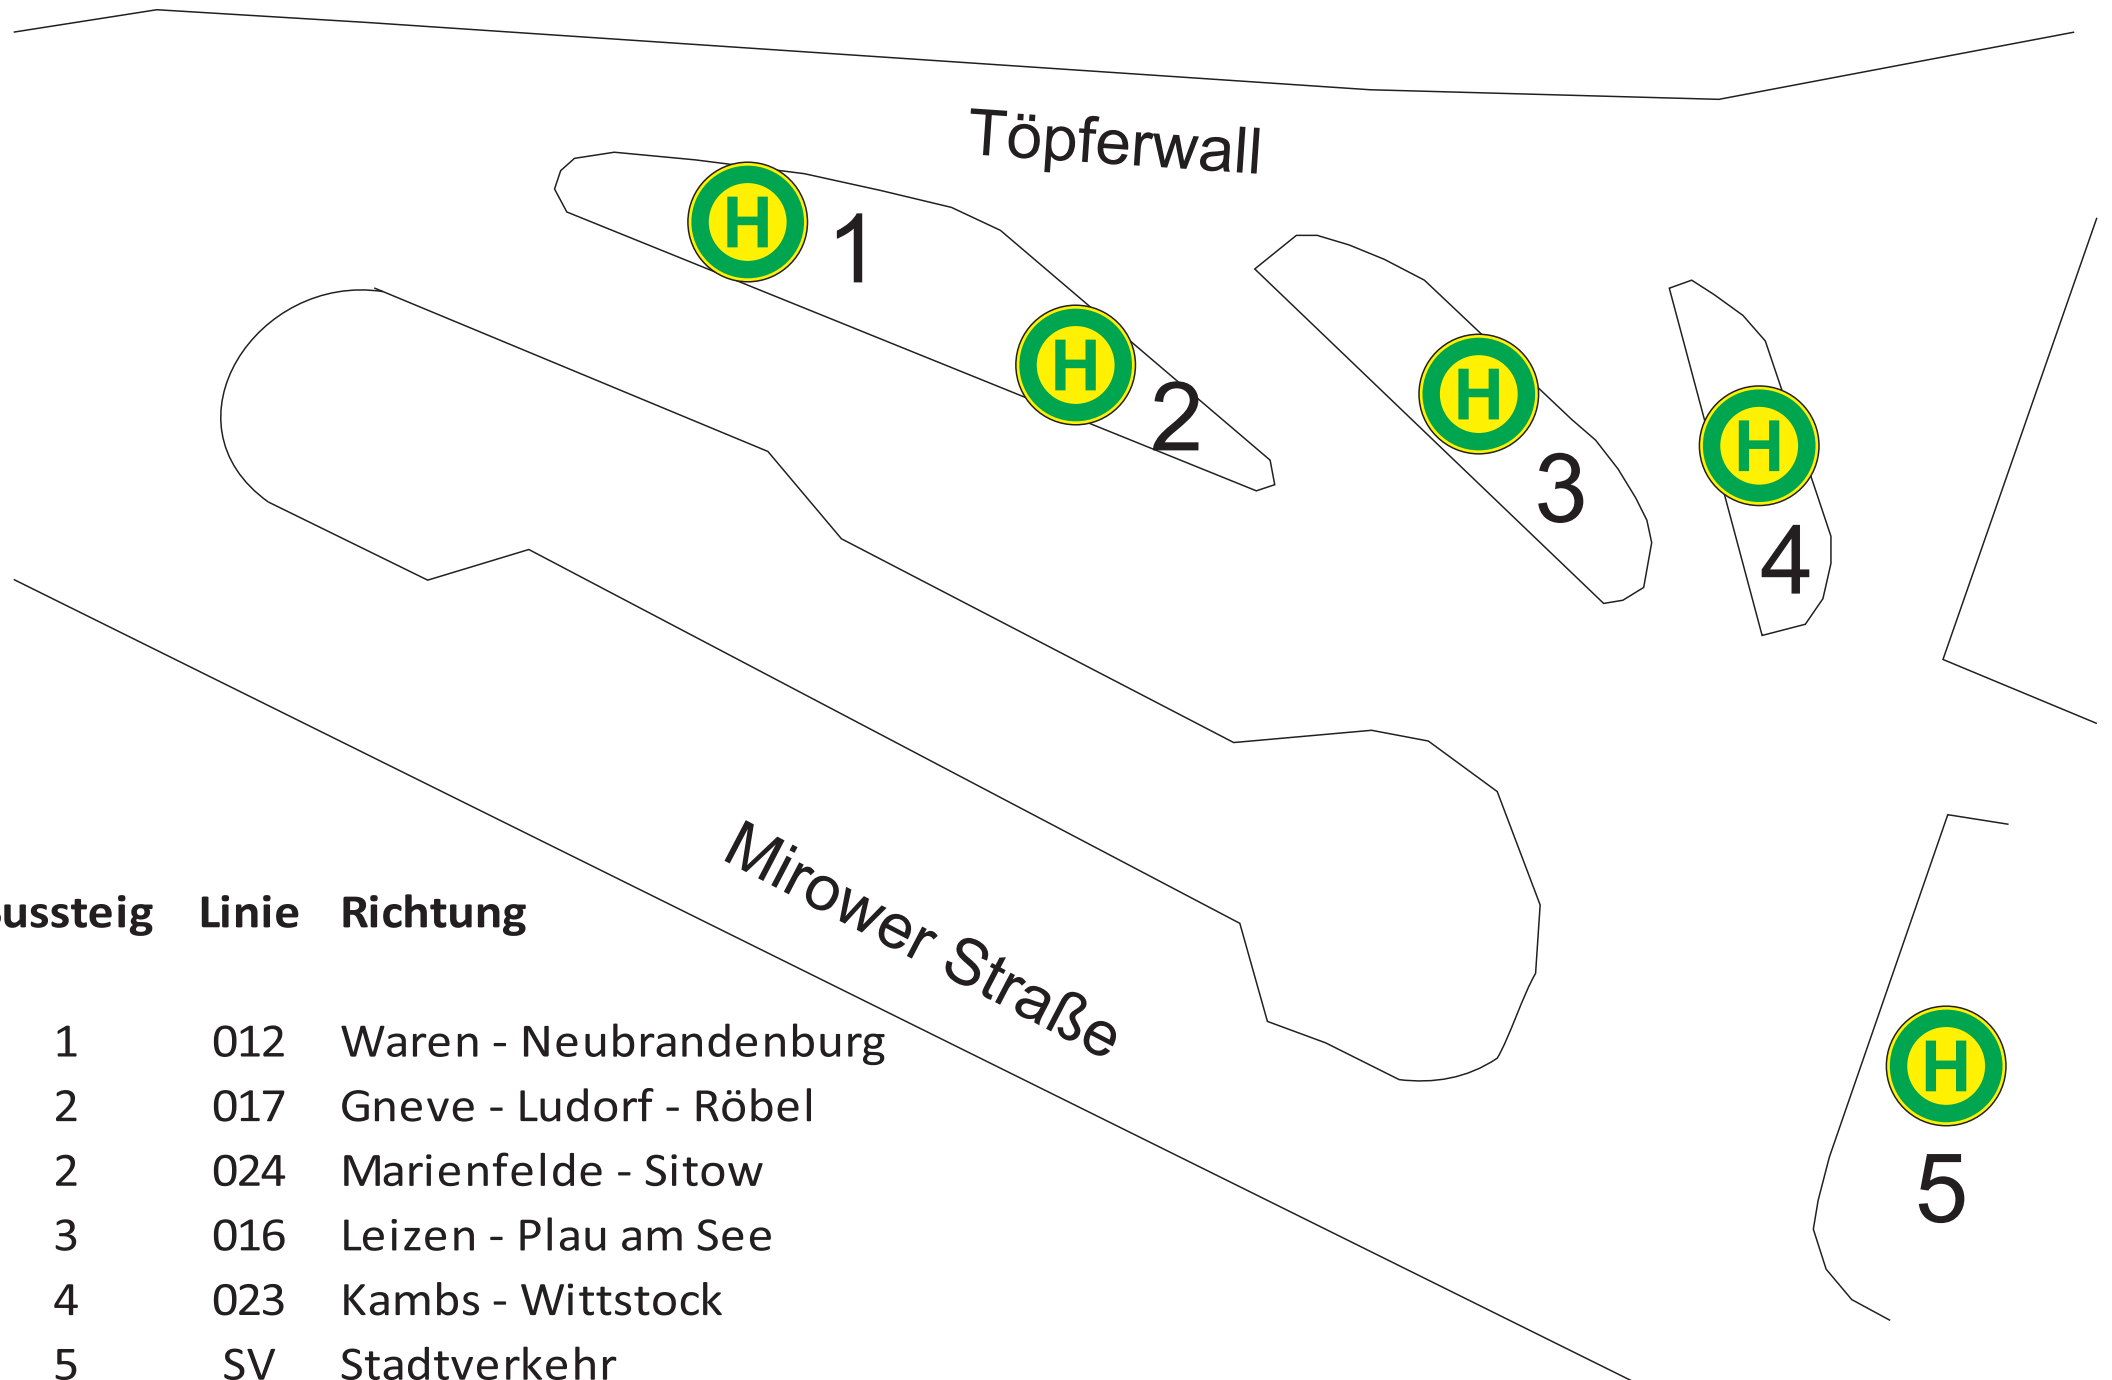 Töpferwall
H 1
H 2
H 3
H 4
Mirower Straße
H
5
ussteig Linie Richtung
1 012 Waren - Neubrandenburg
2 017 Gneve - Ludorf - Röbel
2 024 Marienfelde - Sitow
3 016 Leizen - Plau am See
4 023 Kambs - Wittstock
5 SV Stadtverkehr